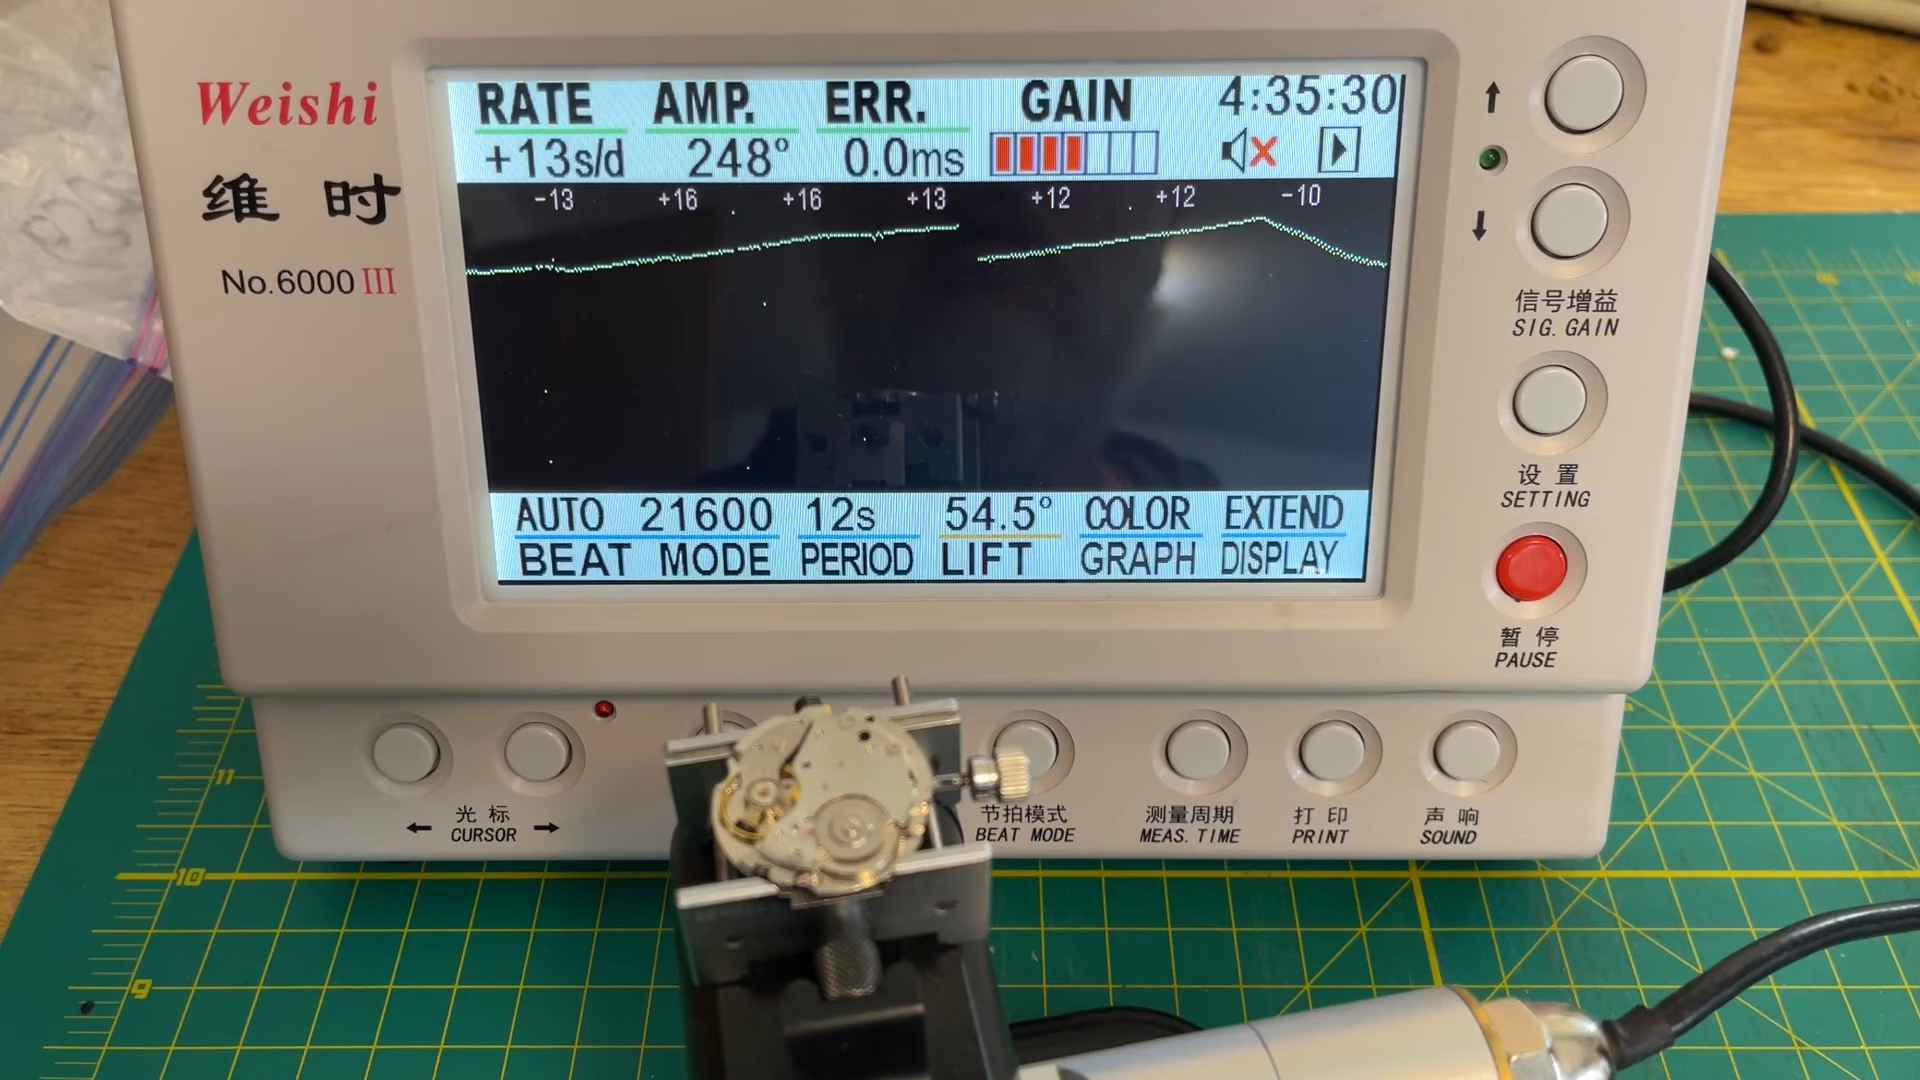 Weishi
维时
No.6000 III
RATE AMP. ERR. GAIN 4:35:30
+13s/d 248° 0.0ms
-13 +16 +16 +13 +12 +12 -10
AUTO 21600 12s 54.5° COLOR EXTEND
BEAT MODE PERIOD LIFT GRAPH DISPLAY
↑
↓
信号增益
SIG. GAIN
设置
SETTING
暂停
PAUSE
光标
← CURSOR →
节拍模式
BEAT MODE
测量周期
MEAS. TIME
打印
PRINT
声响
SOUND
11
10
9